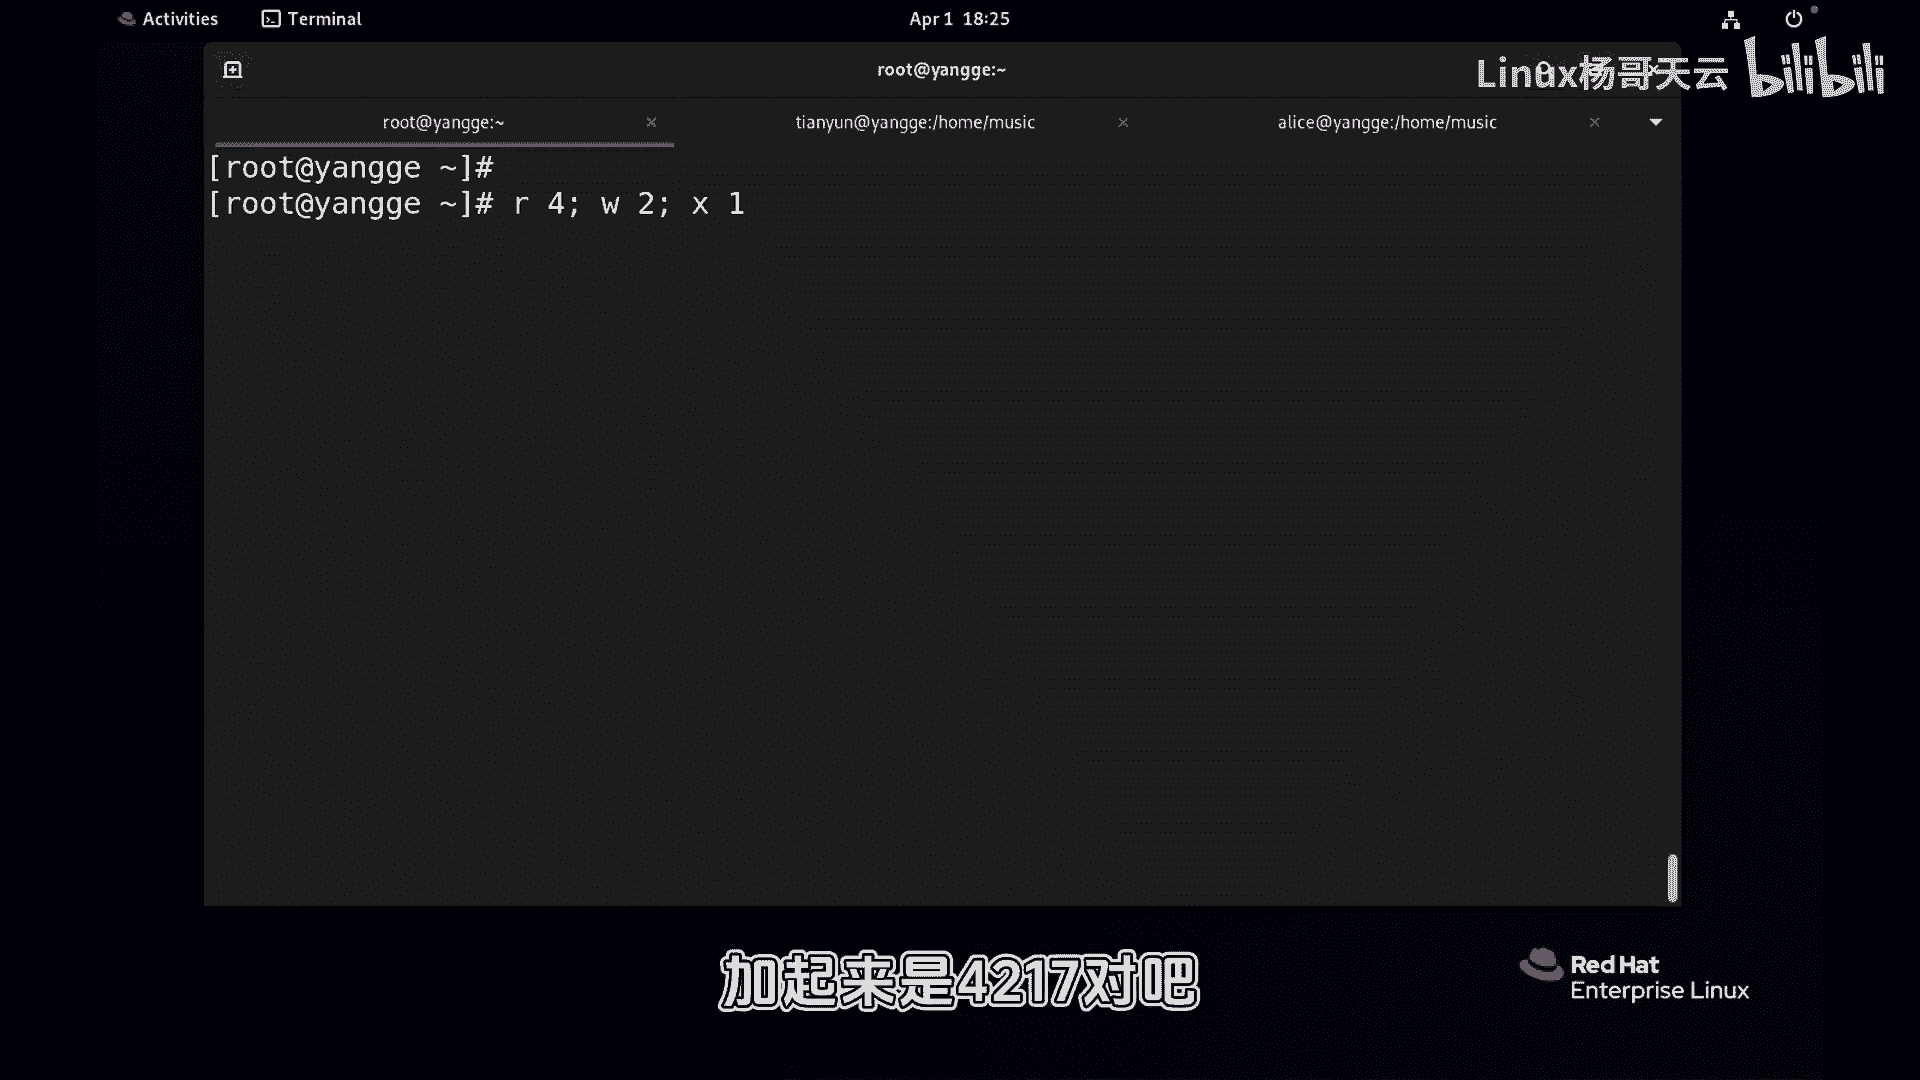 Activities Terminal Apr 1 18:25
root@yangge:~
Linux杨哥天云 bilibili
root@yangge:~ tianyun@yangge:/home/music alice@yangge:/home/music
[root@yangge ~]#
[root@yangge ~]# r 4; w 2; x 1
加起来是4217对吧
Red Hat
Enterprise Linux